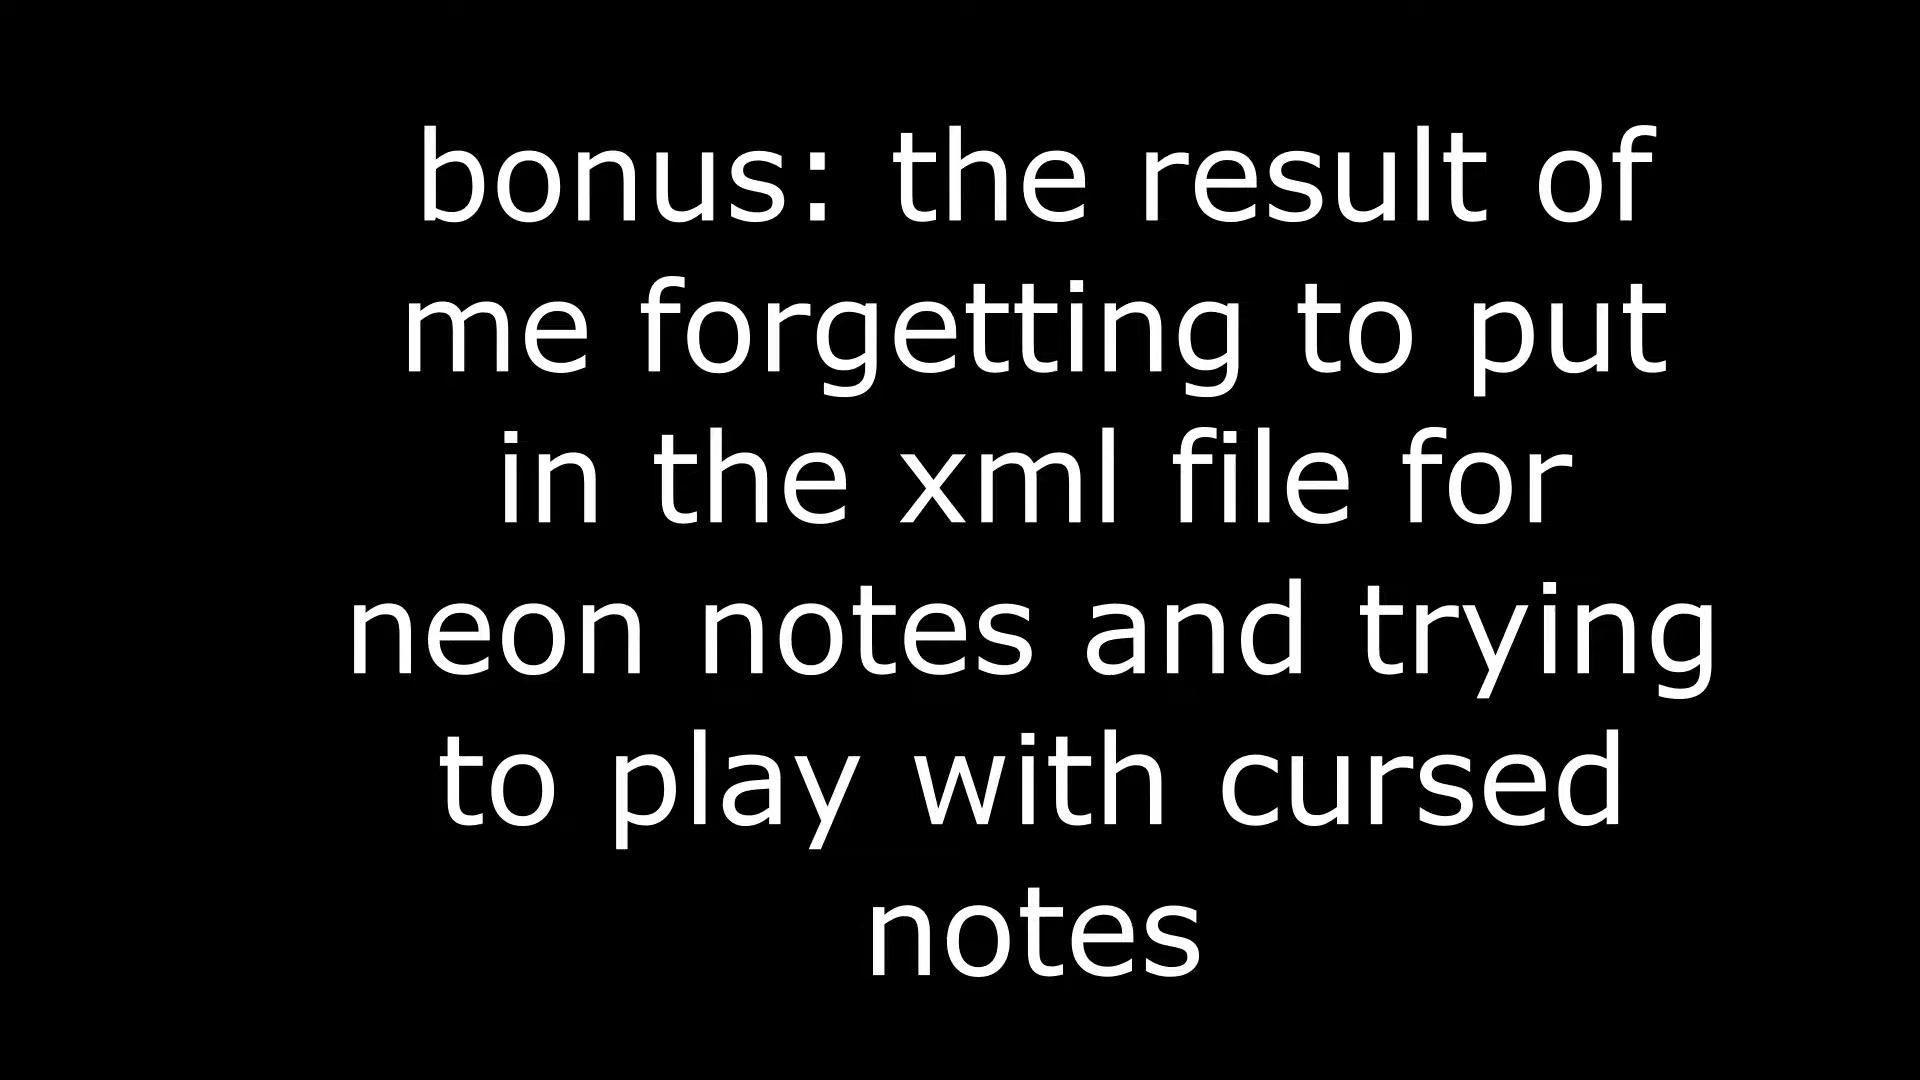 bonus: the result of
me forgetting to put
in the xml file for
neon notes and trying
to play with cursed
notes